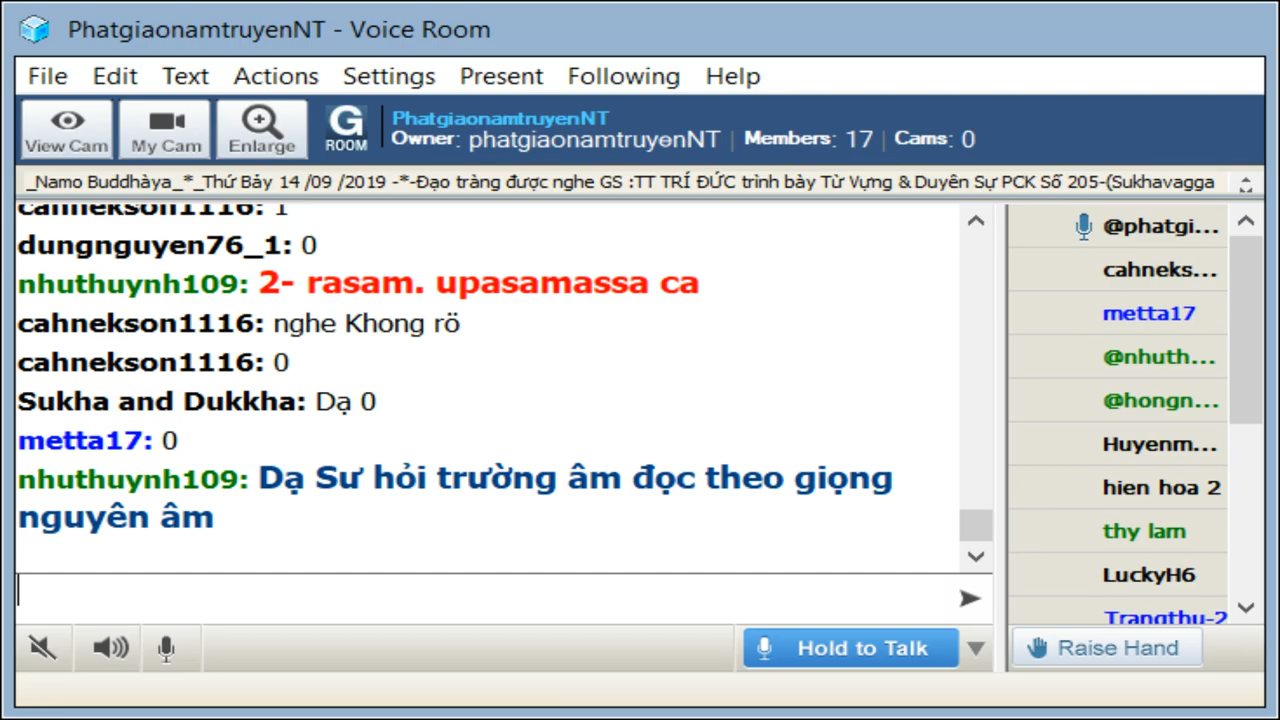 PhatgiaonamtruyenNT - Voice Room
File Edit Text Actions Settings Present Following Help
View Cam My Cam Enlarge G ROOM
PhatgiaonamtruyenNT
Owner: phatgiaonamtruyenNT | Members: 17 | Cams: 0
_Namo Buddhàya_*_Thứ Bảy 14 /09 /2019 -*-Đạo tràng được nghe GS :TT TRÍ ĐỨC trình bày Từ Vựng & Duyên Sự PCK Số 205-(Sukhavagga
cahnekson1116: 1
dungnguyen76_1: 0
nhuthuynh109: 2- rasam. upasamassa ca
cahnekson1116: nghe Khong rö
cahnekson1116: 0
Sukha and Dukkha: Dạ 0
metta17: 0
nhuthuynh109: Dạ Sư hỏi trường âm đọc theo giọng
nguyên âm
@phatgi...
cahneks...
metta17
@nhuth...
@hongn...
Huyenm...
hien hoa 2
thy lam
LuckyH6
Trangthu-2
Hold to Talk
Raise Hand